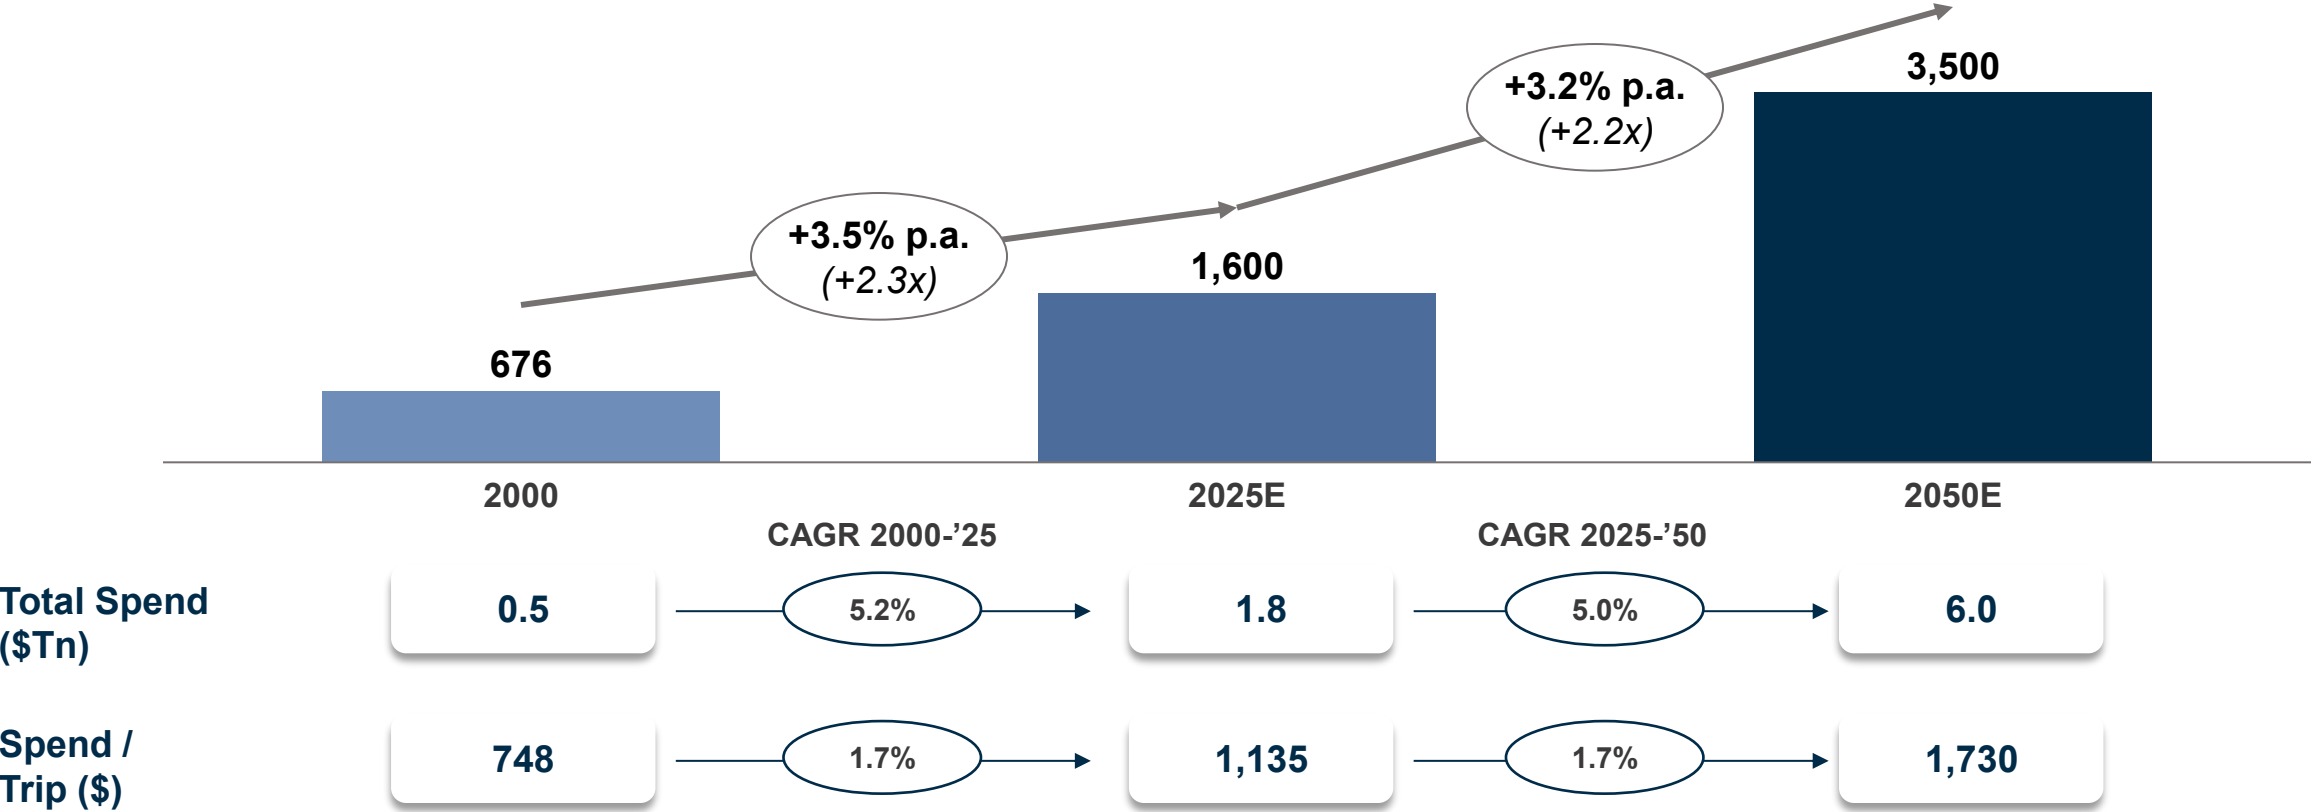 3,500
+3.2% p.a.
(+2.2x)
+3.5% p.a.
(+2.3x)
1,600
676
2000
2025E
2050E
CAGR 2000-’25
CAGR 2025-’50
Total Spend
($Tn)
0.5
5.2%
1.8
5.0%
6.0
Spend /
Trip ($)
748
1.7%
1,135
1.7%
1,730